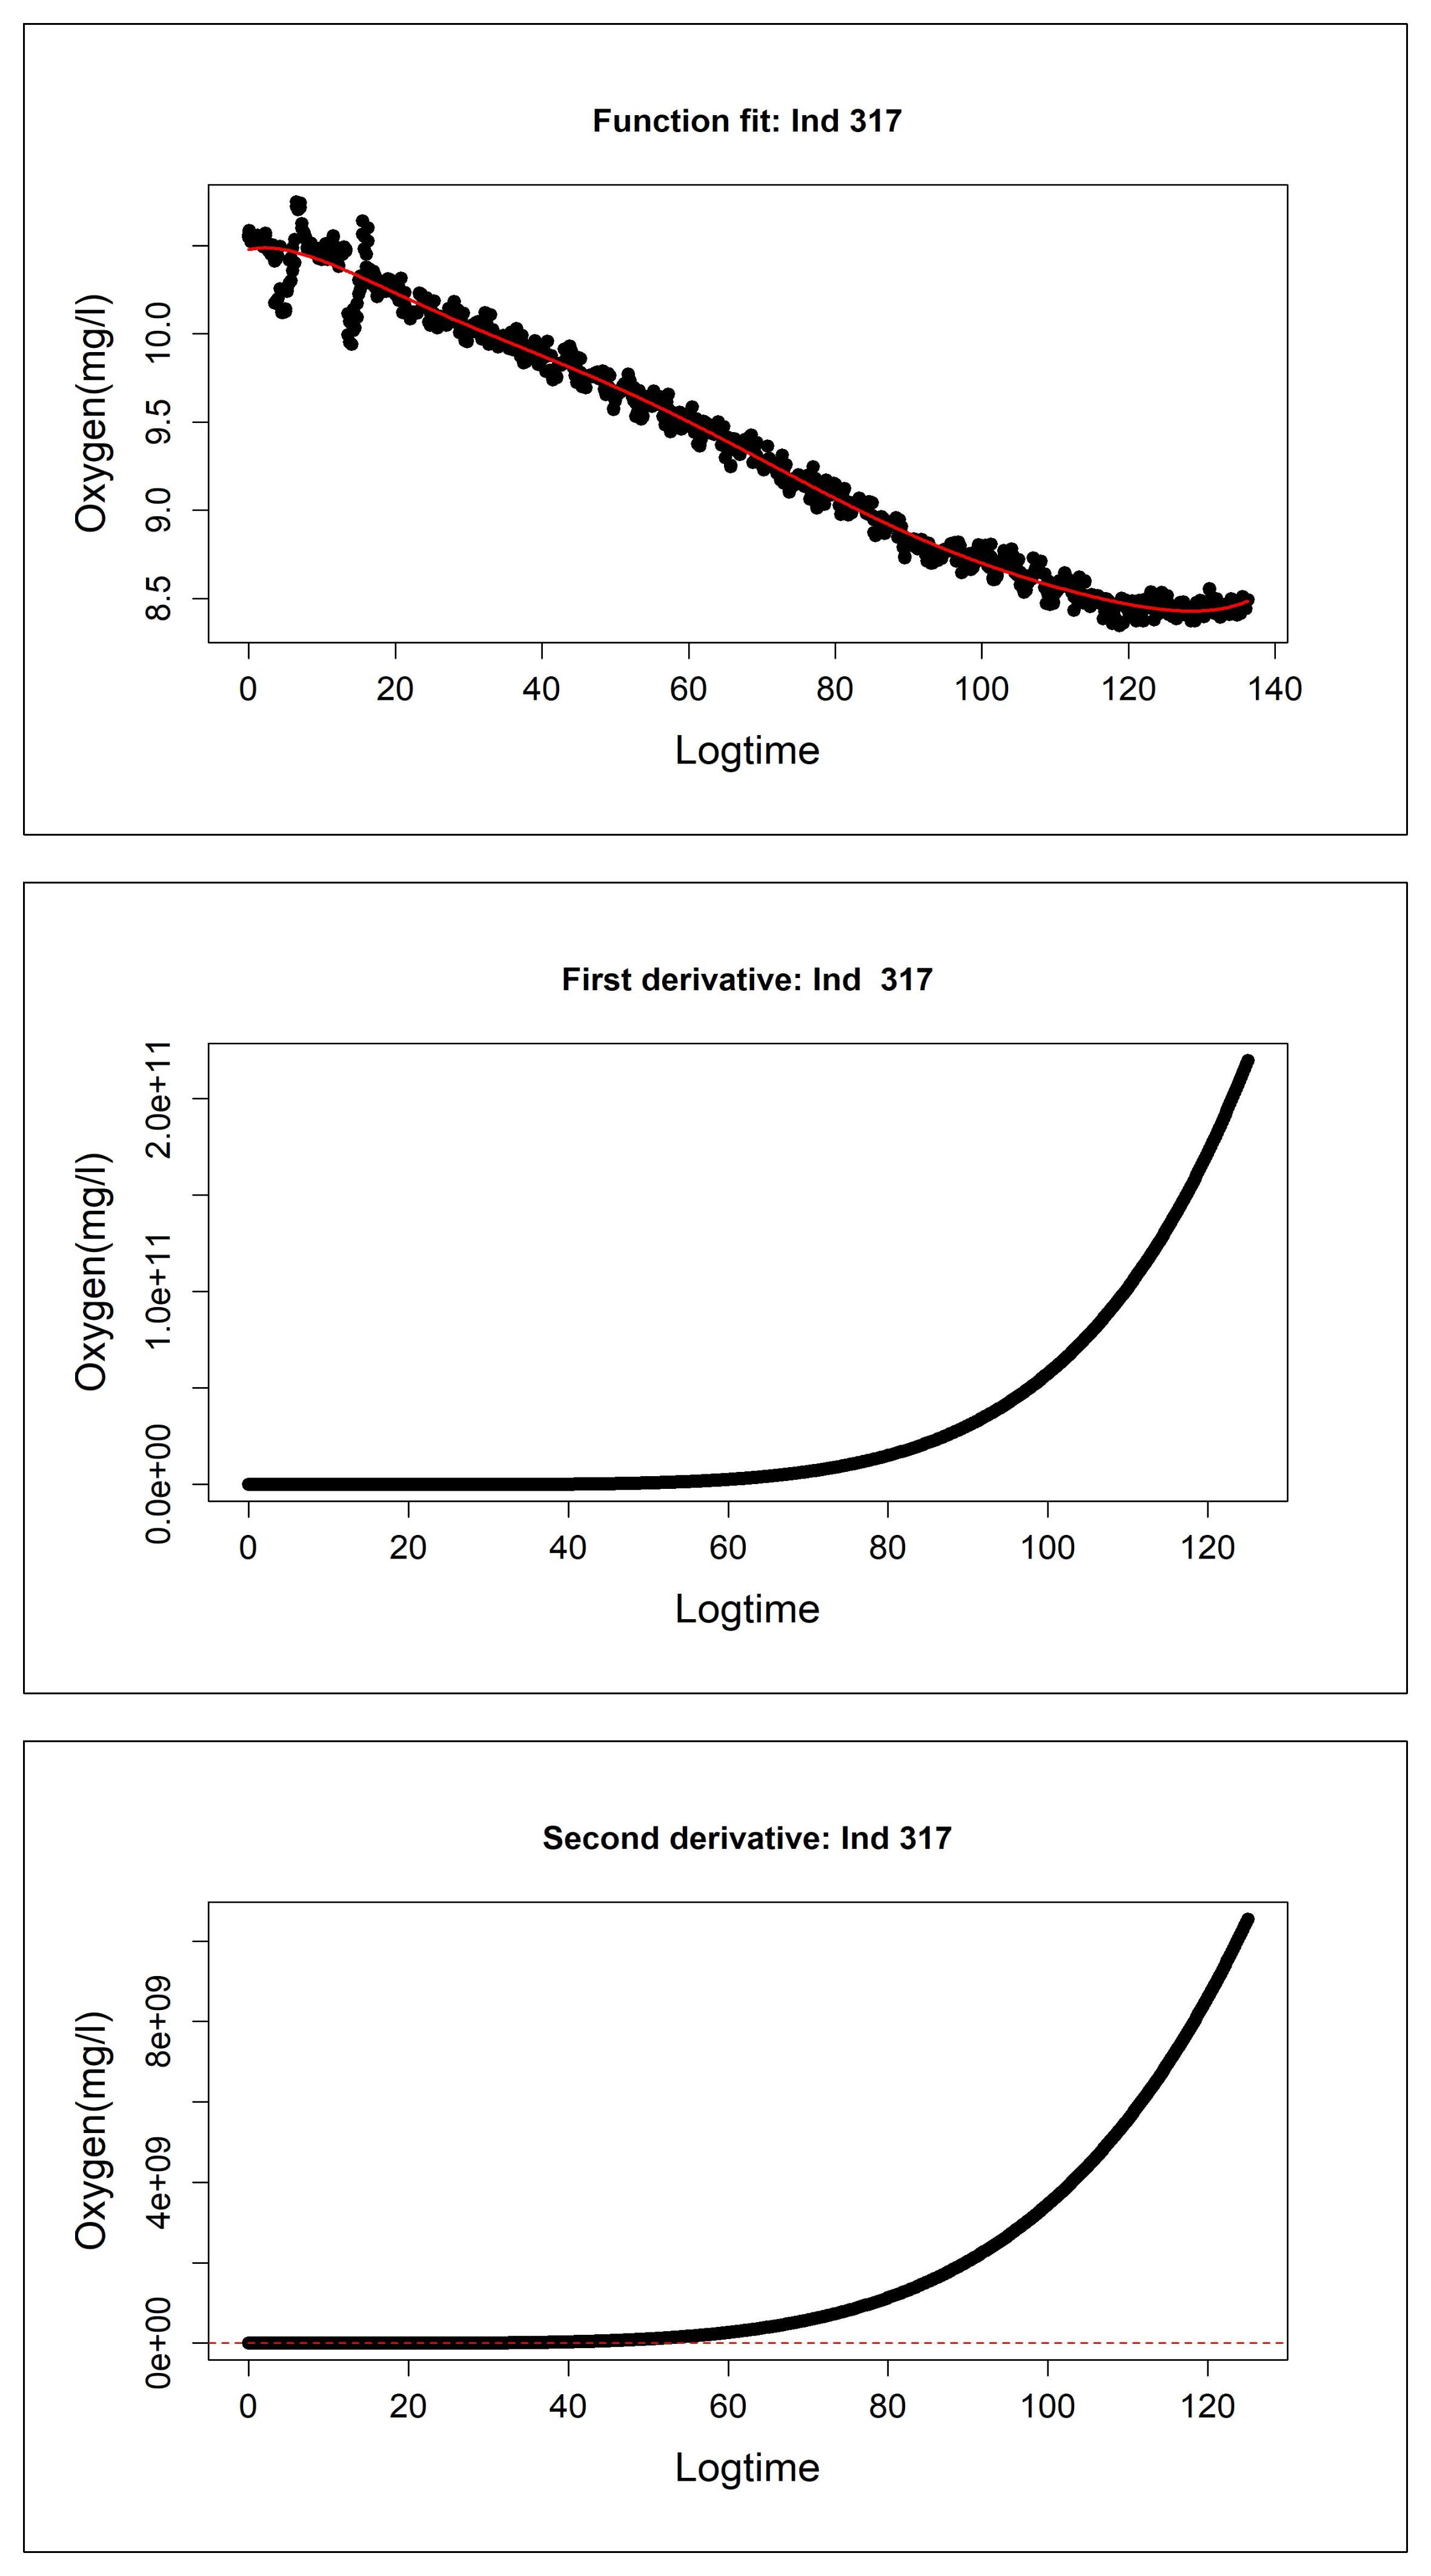 Function fit: Ind 317
Oxygen(mg/l)
10.0
9.5
9.0
8.5
0 20 40 60 80 100 120 140
Logtime
First derivative: Ind  317
Oxygen(mg/l)
2.0e+11
1.0e+11
0.0e+00
0 20 40 60 80 100 120
Logtime
Second derivative: Ind 317
Oxygen(mg/l)
8e+09
4e+09
0e+00
0 20 40 60 80 100 120
Logtime